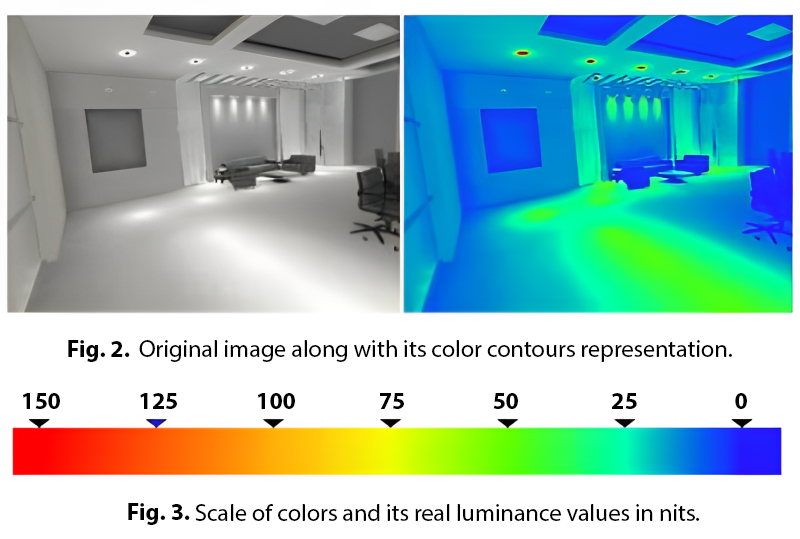 Fig. 2. Original image along with its color contours representation.
150 125 100 75 50 25 0
Fig. 3. Scale of colors and its real luminance values in nits.